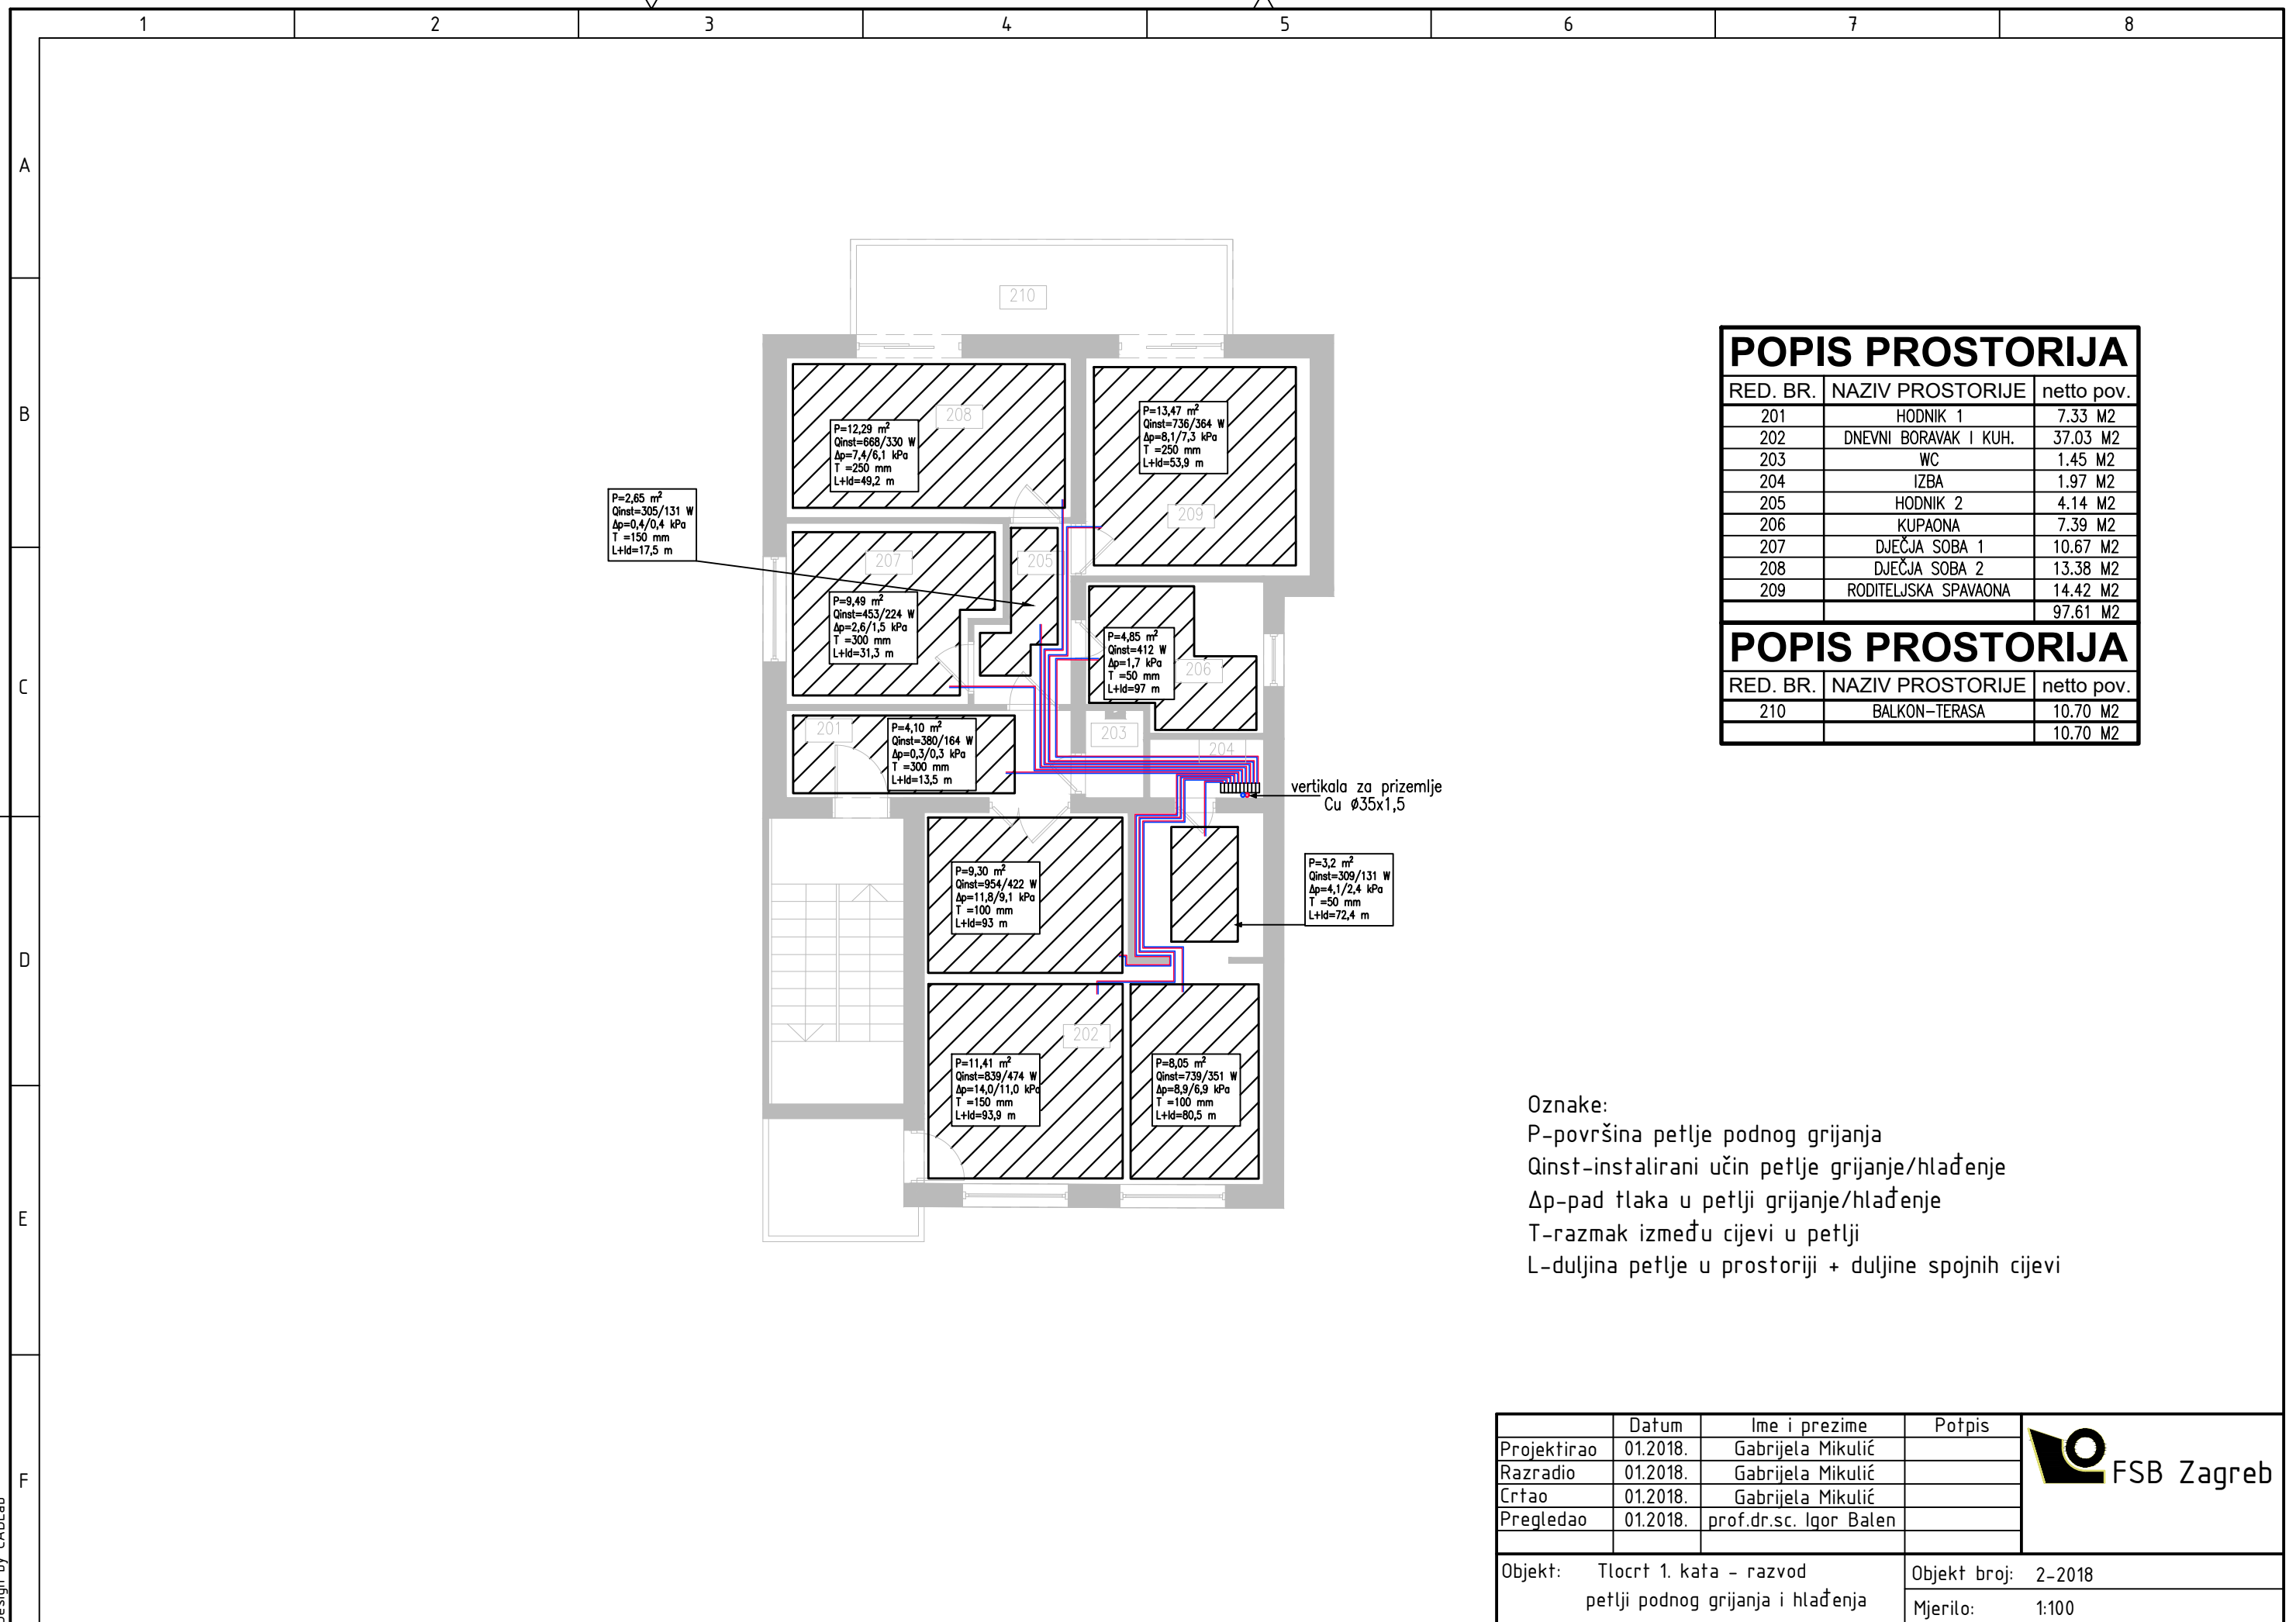 1 2 3 4 5 6 7 8
A
B
C
D
E
F
210
208
P=12,29 m²
Qinst=668/330 W
Δp=7,4/6,1 kPa
T =250 mm
L+ld=49,2 m
P=13,47 m²
Qinst=736/364 W
Δp=8,1/7,3 kPa
T =250 mm
L+ld=53,9 m
209
P=2,65 m²
Qinst=305/131 W
Δp=0,4/0,4 kPa
T =150 mm
L+ld=17,5 m
207
205
P=9,49 m²
Qinst=453/224 W
Δp=2,6/1,5 kPa
T =300 mm
L+ld=31,3 m
P=4,85 m²
Qinst=412 W
Δp=1,7 kPa
T =50 mm
L+ld=97 m
206
201
P=4,10 m²
Qinst=380/164 W
Δp=0,3/0,3 kPa
T =300 mm
L+ld=13,5 m
203
204
vertikala za prizemlje
Cu Ø35x1,5
P=9,30 m²
Qinst=954/422 W
Δp=11,8/9,1 kPa
T =100 mm
L+ld=93 m
P=3,2 m²
Qinst=309/131 W
Δp=4,1/2,4 kPa
T =50 mm
L+ld=72,4 m
202
P=11,41 m²
Qinst=839/474 W
Δp=14,0/11,0 kPa
T =150 mm
L+ld=93,9 m
P=8,05 m²
Qinst=739/351 W
Δp=8,9/6,9 kPa
T =100 mm
L+ld=80,5 m
POPIS PROSTORIJA
RED. BR. NAZIV PROSTORIJE netto pov.
201 HODNIK 1 7.33 M2
202 DNEVNI BORAVAK I KUH. 37.03 M2
203 WC 1.45 M2
204 IZBA 1.97 M2
205 HODNIK 2 4.14 M2
206 KUPAONA 7.39 M2
207 DJEČJA SOBA 1 10.67 M2
208 DJEČJA SOBA 2 13.38 M2
209 RODITELJSKA SPAVAONA 14.42 M2
97.61 M2
POPIS PROSTORIJA
RED. BR. NAZIV PROSTORIJE netto pov.
210 BALKON-TERASA 10.70 M2
10.70 M2
Oznake:
P-površina petlje podnog grijanja
Qinst-instalirani učin petlje grijanje/hlađenje
Δp-pad tlaka u petlji grijanje/hlađenje
T-razmak između cijevi u petlji
L-duljina petlje u prostoriji + duljine spojnih cijevi
Datum Ime i prezime Potpis
Projektirao 01.2018. Gabrijela Mikulić
Razradio 01.2018. Gabrijela Mikulić
Crtao 01.2018. Gabrijela Mikulić
Pregledao 01.2018. prof.dr.sc. Igor Balen
FSB Zagreb
Objekt: Tlocrt 1. kata - razvod
petlji podnog grijanja i hlađenja
Objekt broj: 2-2018
Mjerilo: 1:100
Design by CADLab